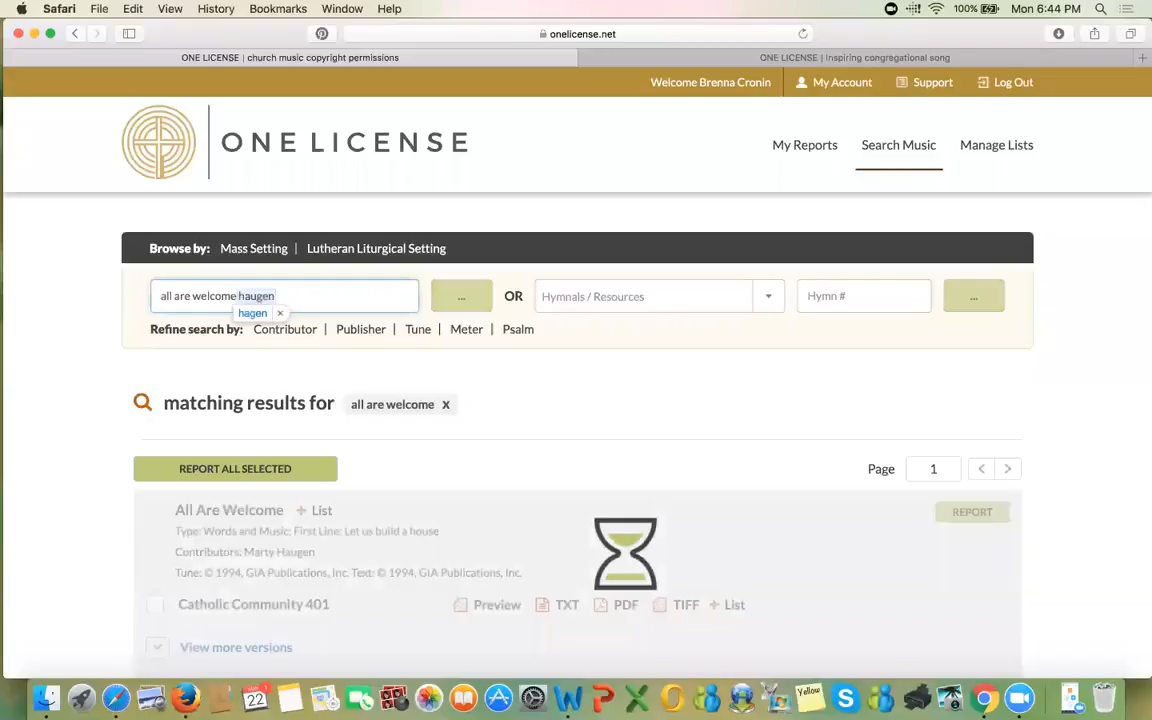 Safari File Edit View History Bookmarks Window Help 100% Mon 6:44 PM
onelicense.net
ONE LICENSE | church music copyright permissions ONE LICENSE | Inspiring congregational song
Welcome Brenna Cronin My Account Support Log Out
ONE LICENSE My Reports Search Music Manage Lists
Browse by: Mass Setting | Lutheran Liturgical Setting
all are welcome haugen ... OR Hymnals / Resources Hymn # ...
hagen ×
Refine search by: Contributor | Publisher | Tune | Meter | Psalm
matching results for all are welcome x
REPORT ALL SELECTED Page 1 < >
All Are Welcome + List REPORT
Type: Words and Music; First Line: Let us build a house
Contributors: Marty Haugen
Tune: © 1994, GIA Publications, Inc. Text: © 1994, GIA Publications, Inc.
Catholic Community 401 Preview TXT PDF TIFF + List
View more versions
22 Yellow W P X O S